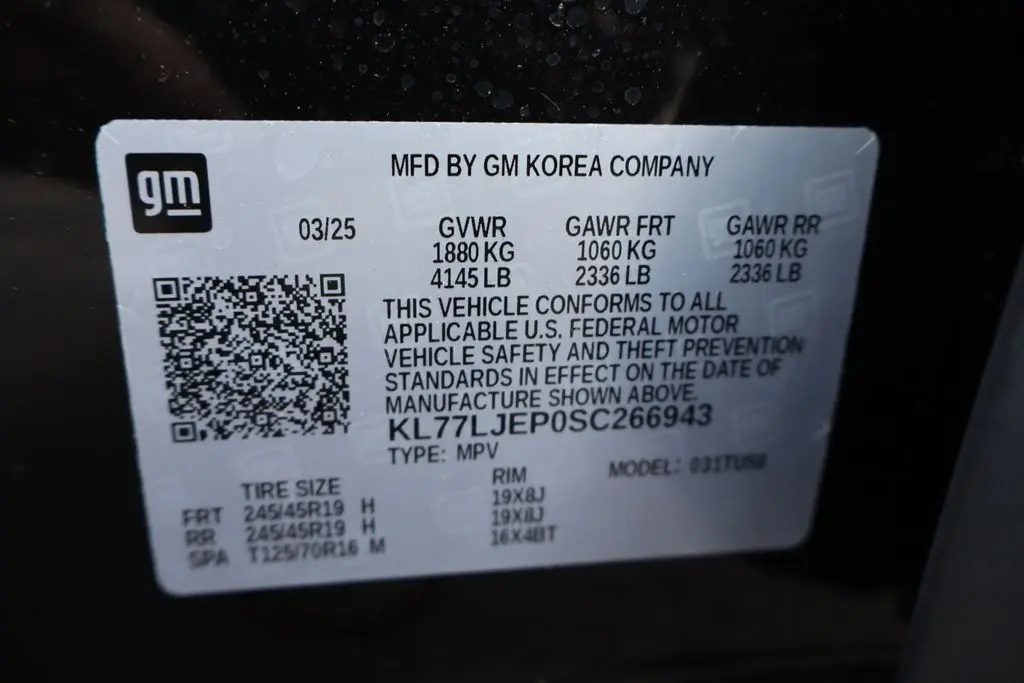 gm
MFD BY GM KOREA COMPANY
03/25 GVWR GAWR FRT GAWR RR
1880 KG 1060 KG 1060 KG
4145 LB 2336 LB 2336 LB
THIS VEHICLE CONFORMS TO ALL
APPLICABLE U.S. FEDERAL MOTOR
VEHICLE SAFETY AND THEFT PREVENTION
STANDARDS IN EFFECT ON THE DATE OF
MANUFACTURE SHOWN ABOVE.
KL77LJEP0SC266943
TYPE: MPV MODEL:
TIRE SIZE RIM
FRT 245/45R19 H 19X8J
RR 245/45R19 H 19X8J
SPA T125/70R16 M 16X4BT